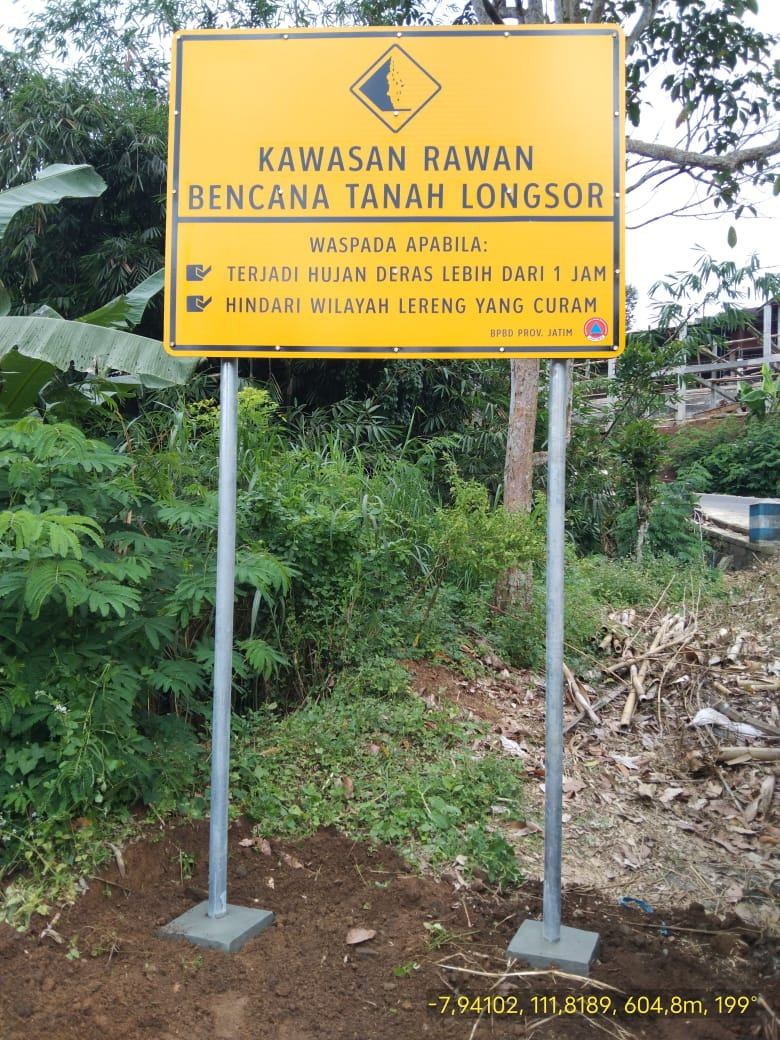 KAWASAN RAWAN
BENCANA TANAH LONGSOR
WASPADA APABILA:
TERJADI HUJAN DERAS LEBIH DARI 1 JAM
HINDARI WILAYAH LERENG YANG CURAM
BPBD PROV. JATIM
-7,94102, 111,8189, 604,8m, 199°